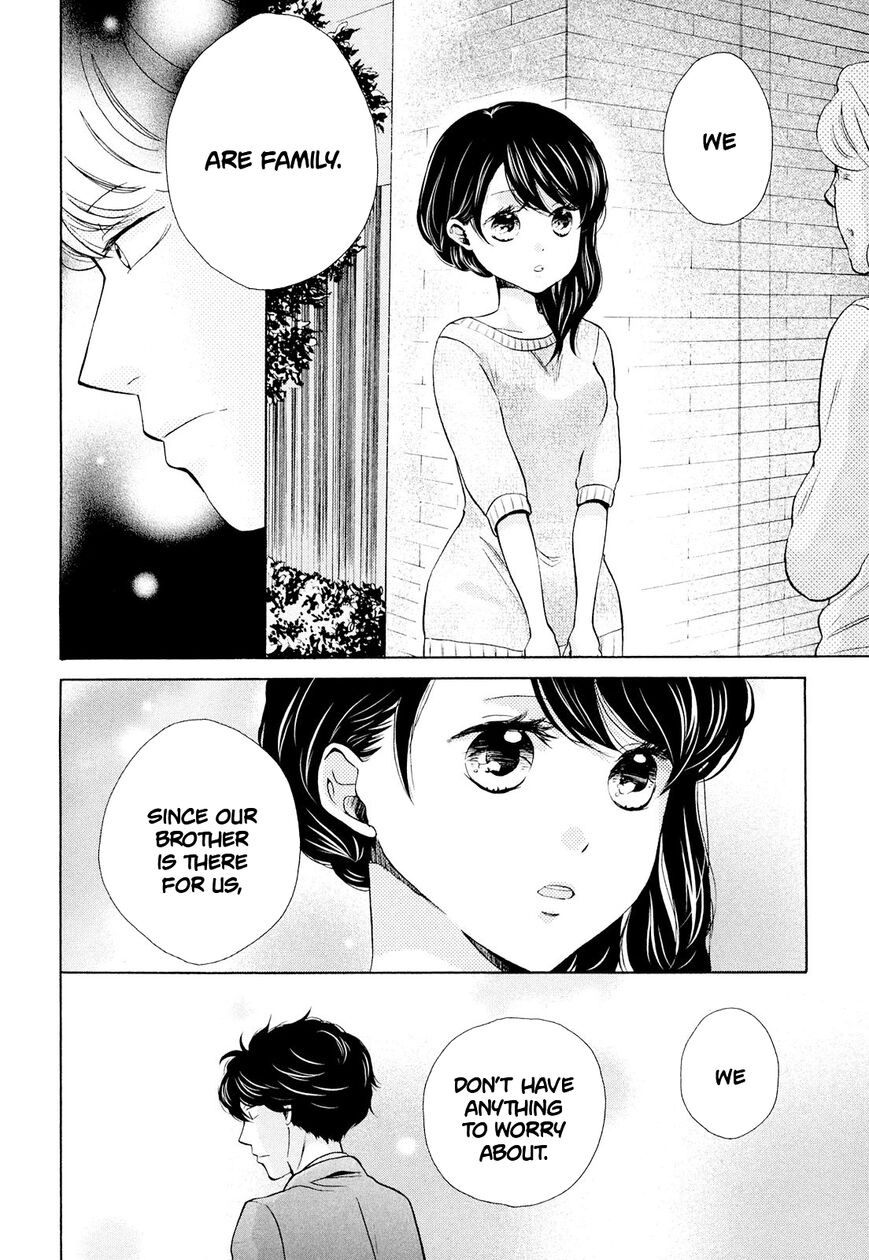 WE
ARE FAMILY.
SINCE OUR
BROTHER
IS THERE
FOR US,
WE
DON'T HAVE
ANYTHING
TO WORRY
ABOUT.